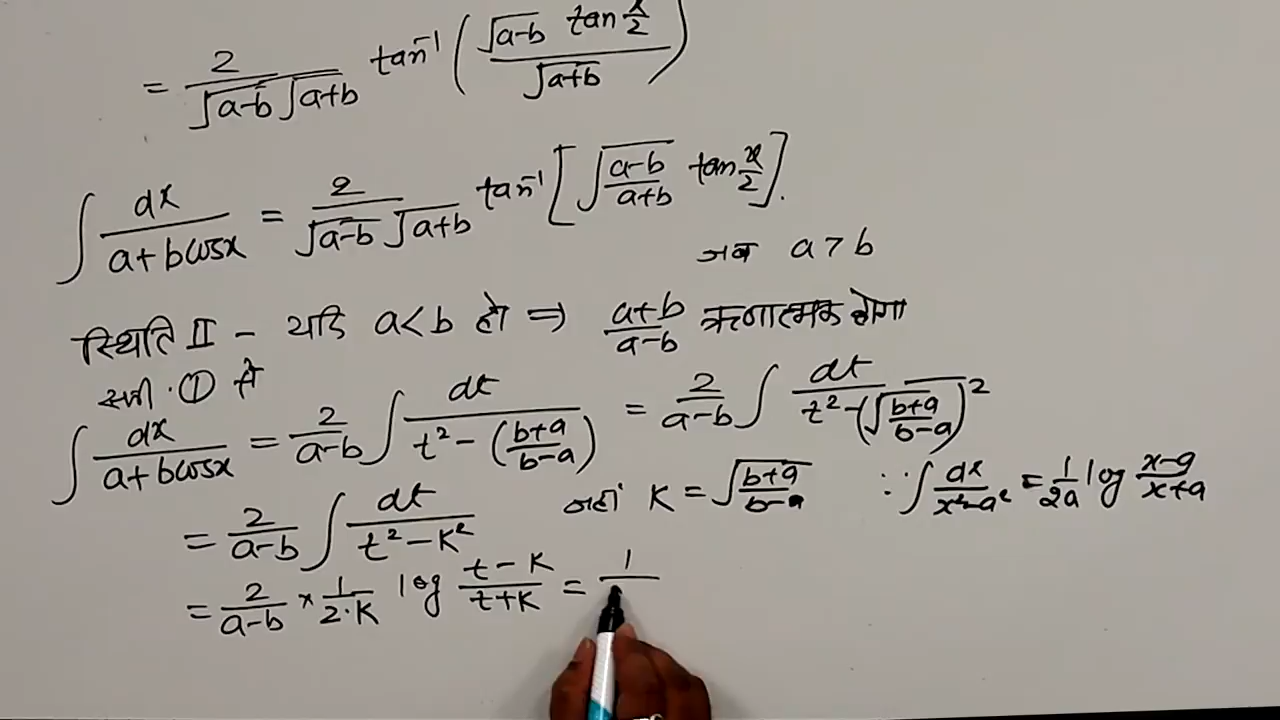 = 2/(√(a-b) √(a+b)) tan⁻¹ (√(a-b) tan x/2 / √(a+b))
∫ dx/(a+b cosx) = 2/(√(a-b) √(a+b)) tan⁻¹ [√((a-b)/(a+b)) tan x/2].
जब a > b
स्थिति II - यदि a < b हो ⇒ (a+b)/(a-b) ऋणात्मक होगा
समी. ① से
∫ dx/(a+b cosx) = 2/(a-b) ∫ dt/(t² - ((b+a)/(b-a))) = 2/(a-b) ∫ dt/(t² - (√((b+a)/(b-a)))²)
= 2/(a-b) ∫ dt/(t² - K²) जहां K = √((b+a)/(b-a)) ∵ ∫ dx/(x²-a²) = 1/2a log (x-a)/(x+a)
= 2/(a-b) × 1/(2·K) log (t-K)/(t+K) = 1/